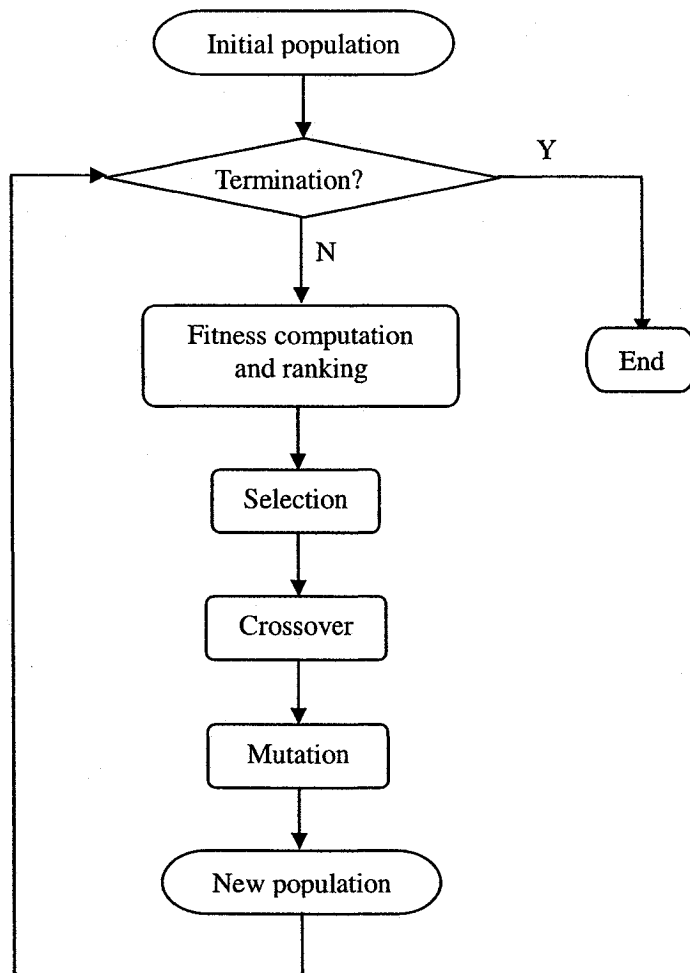 Initial population
Termination?
Y
N
Fitness computation
and ranking
End
Selection
Crossover
Mutation
New population